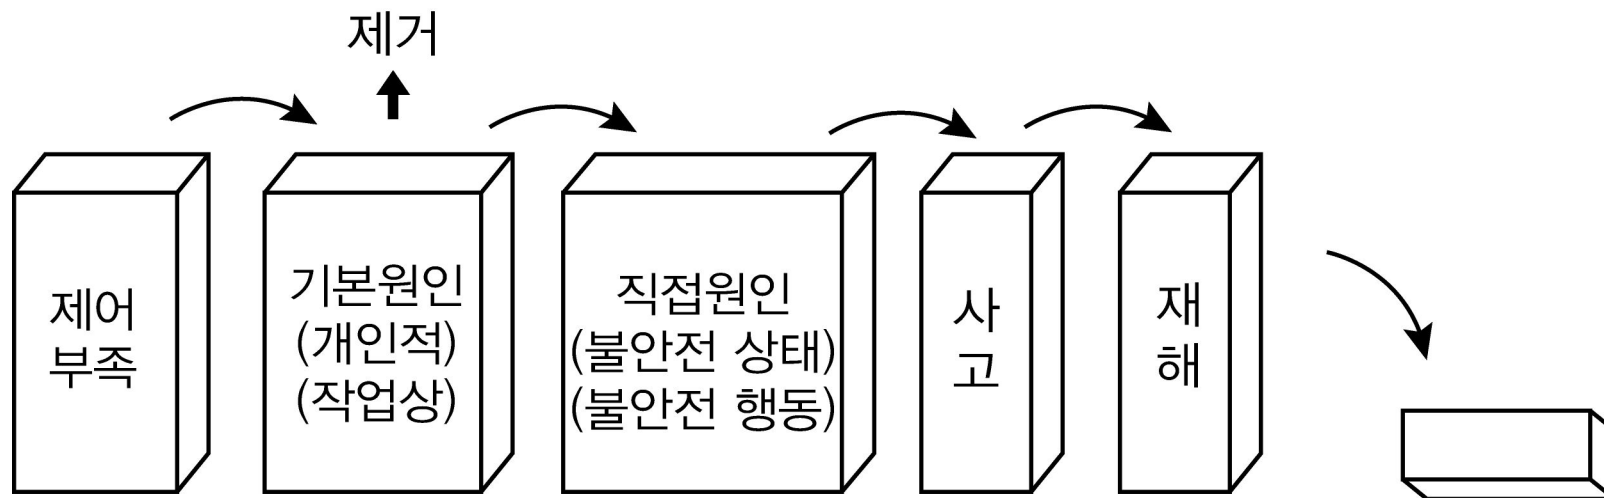 제거
제어
부족
기본원인
(개인적)
(작업상)
직접원인
(불안전 상태)
(불안전 행동)
사
고
재
해